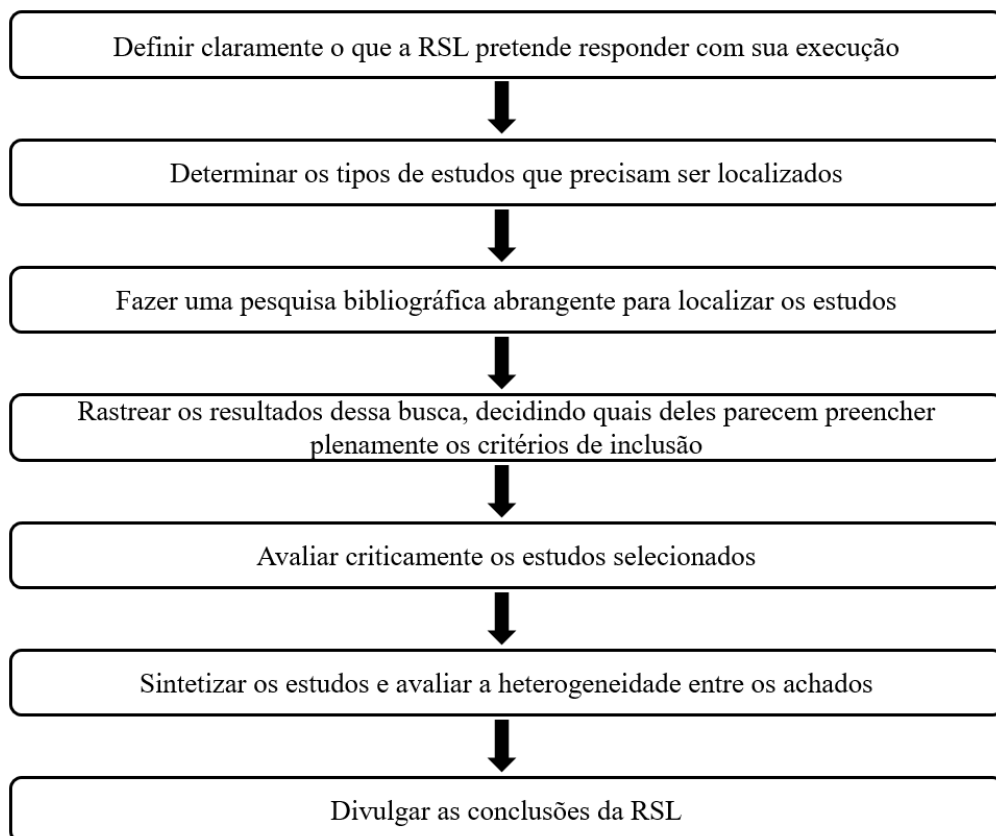 Definir claramente o que a RSL pretende responder com sua execução
Determinar os tipos de estudos que precisam ser localizados
Fazer uma pesquisa bibliográfica abrangente para localizar os estudos
Rastrear os resultados dessa busca, decidindo quais deles parecem preencher
plenamente os critérios de inclusão
Avaliar criticamente os estudos selecionados
Sintetizar os estudos e avaliar a heterogeneidade entre os achados
Divulgar as conclusões da RSL